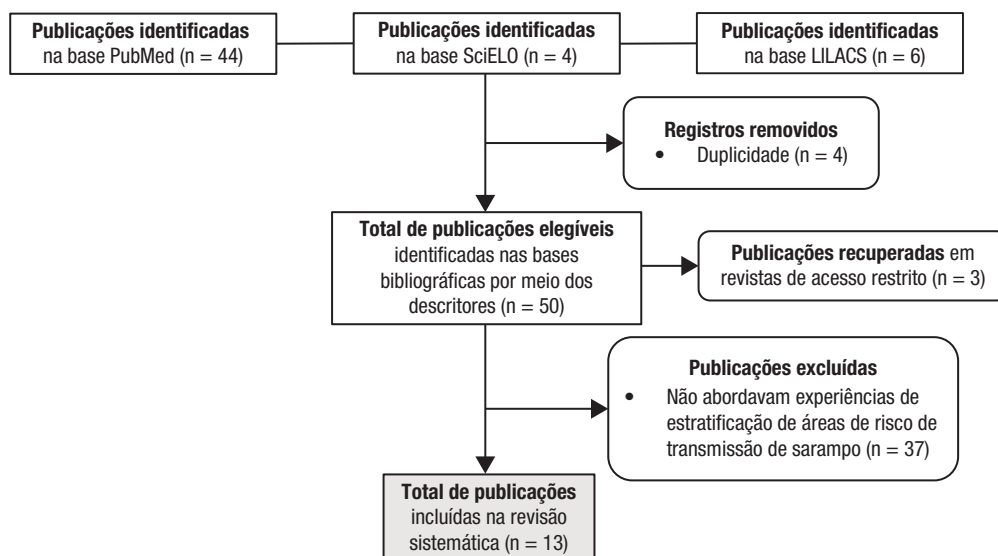 Publicações identificadas
na base PubMed (n = 44)
Publicações identificadas
na base SciELO (n = 4)
Publicações identificadas
na base LILACS (n = 6)
Registros removidos
• Duplicidade (n = 4)
Total de publicações elegíveis
identificadas nas bases
bibliográficas por meio dos
descritores (n = 50)
Publicações recuperadas em
revistas de acesso restrito (n = 3)
Publicações excluídas
• Não abordavam experiências de
estratificação de áreas de risco de
transmissão de sarampo (n = 37)
Total de publicações
incluídas na revisão
sistemática (n = 13)